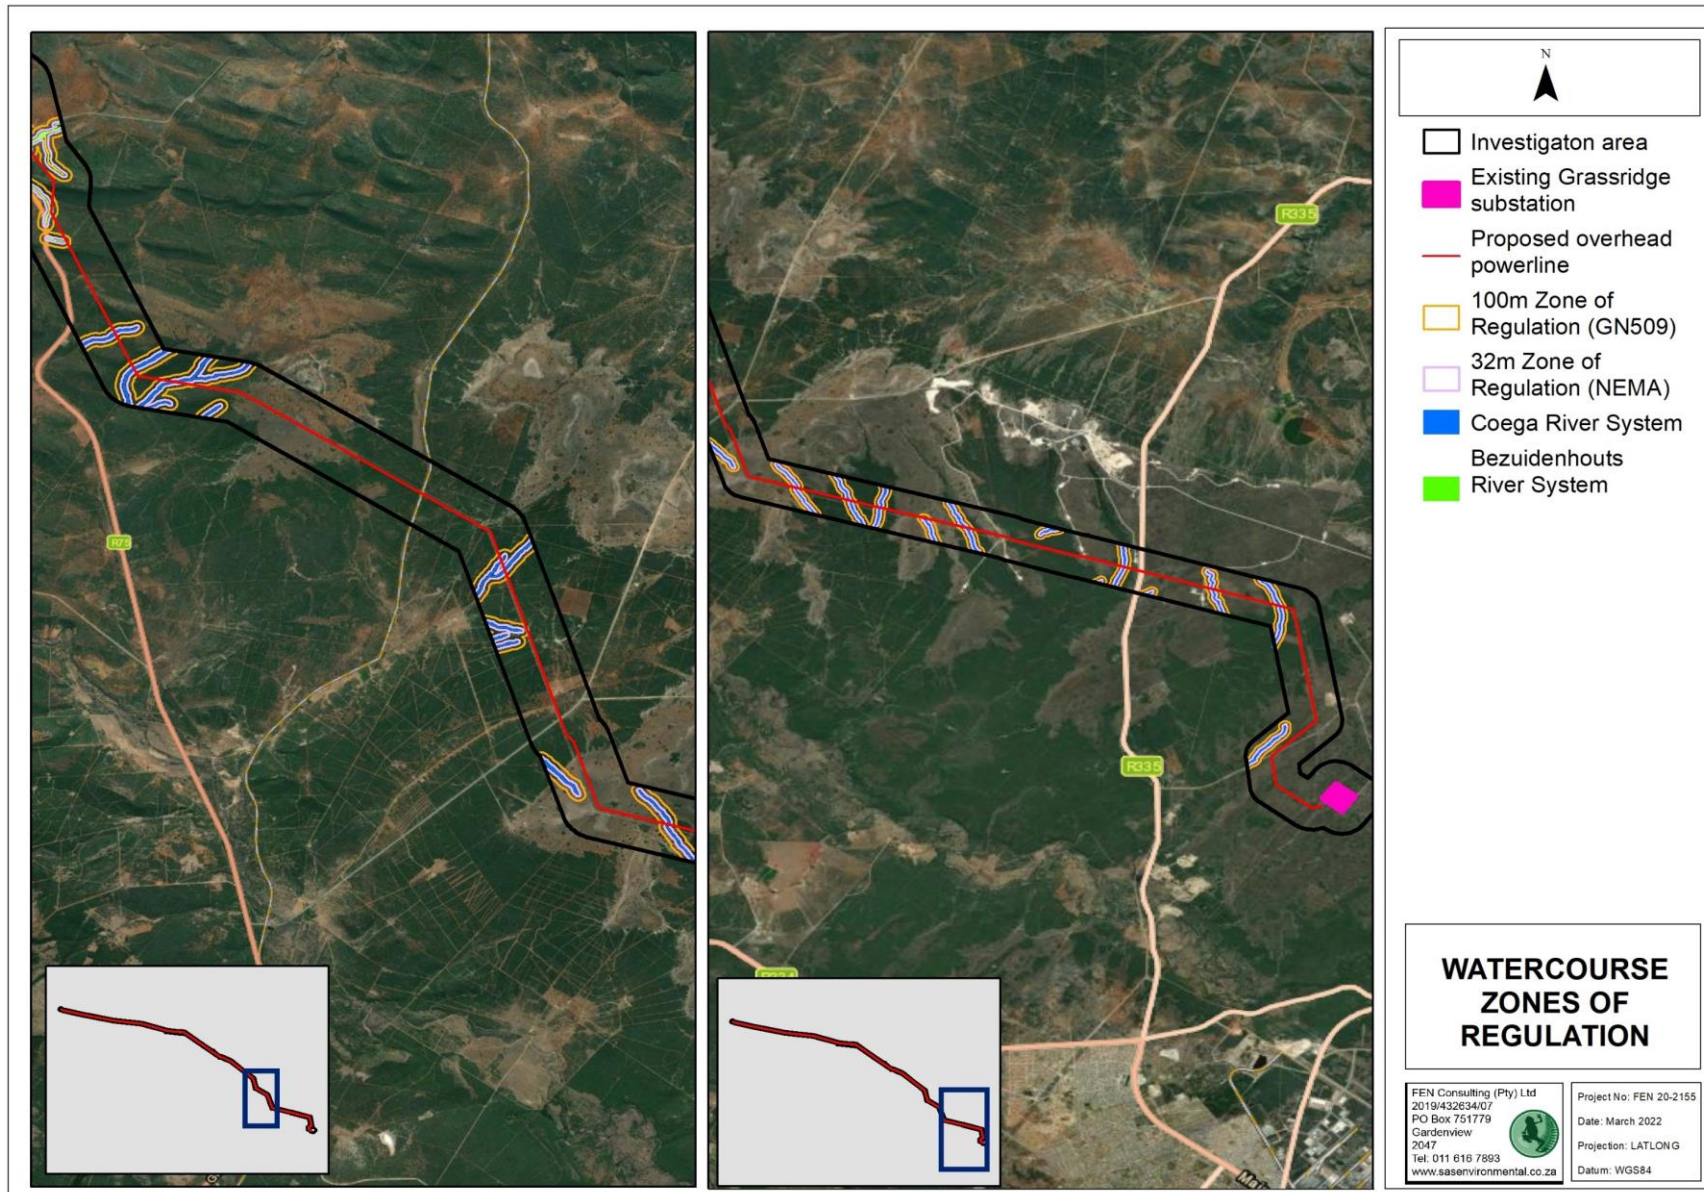 R75
R335
R335
N
Investigaton area
Existing Grassridge
substation
Proposed overhead
powerline
100m Zone of
Regulation (GN509)
32m Zone of
Regulation (NEMA)
Coega River System
Bezuidenhouts
River System
WATERCOURSE
ZONES OF
REGULATION
FEN Consulting (Pty) Ltd
2019/432634/07
PO Box 751779
Gardenview
2047
Tel: 011 616 7893
www.sasenvironmental.co.za
Project No: FEN 20-2155
Date: March 2022
Projection: LATLONG
Datum: WGS84